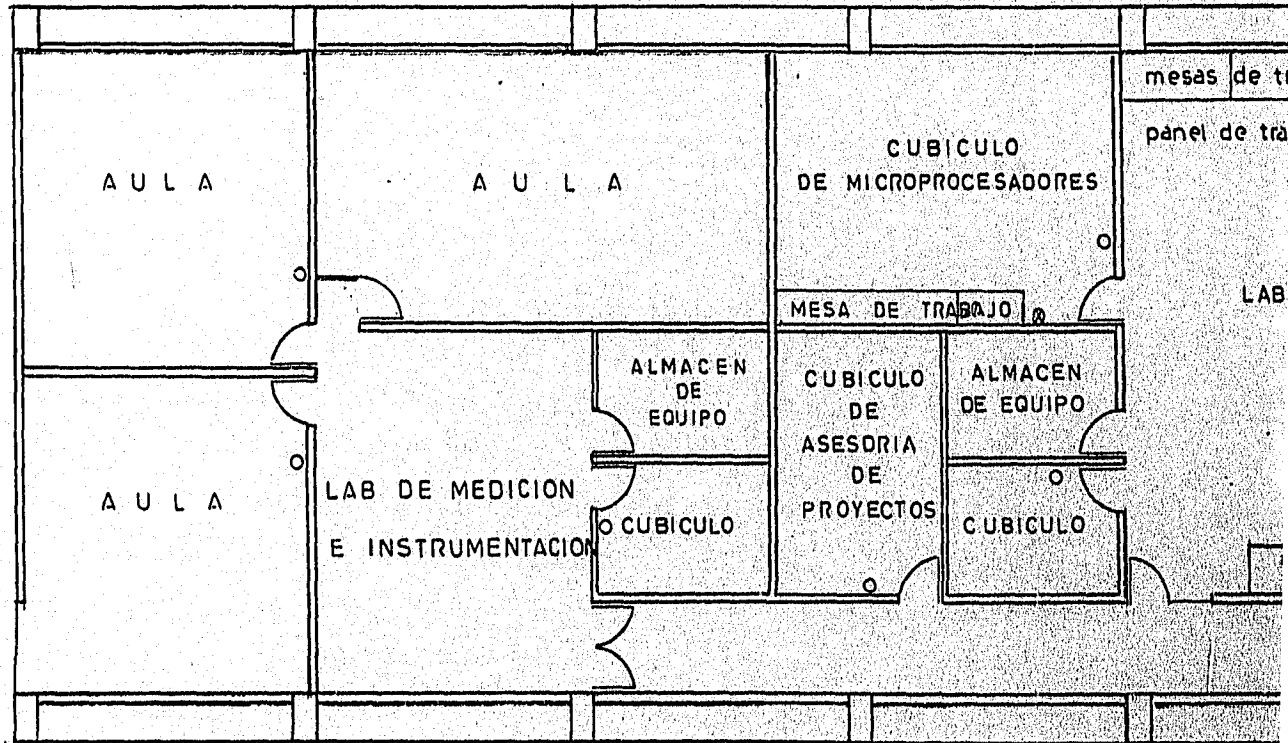 AULA
AULA
CUBICULO
DE MICROPROCESADORES
mesas de
panel de
MESA DE TRABAJO
LAB
ALMACEN
DE
EQUIPO
CUBICULO
DE
ASESORIA
DE
PROYECTOS
ALMACEN
DE EQUIPO
AULA
LAB DE MEDICION
E INSTRUMENTACION
CUBICULO
CUBICULO